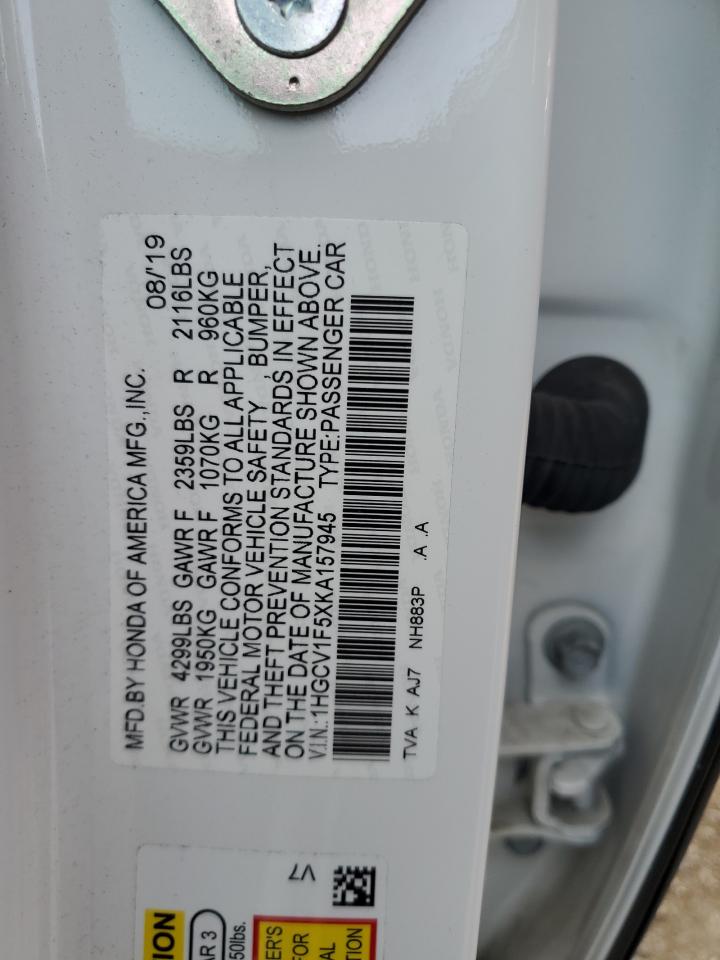 MFD.BY HONDA OF AMERICA MFG.,INC. 08/'19
GVWR 4299LBS GAWR F 2359LBS R 2116LBS
GVWR 1950KG GAWR F 1070KG R 960KG
THIS VEHICLE CONFORMS TO ALL APPLICABLE
FEDERAL MOTOR VEHICLE SAFETY , BUMPER,
AND THEFT PREVENTION STANDARDS IN EFFECT
ON THE DATE OF MANUFACTURE SHOWN ABOVE.
V.I.N.:1HGCV1F5XKA157945 TYPE:PASSENGER CAR
TVA K AJ7 NH883P .A .A
V7